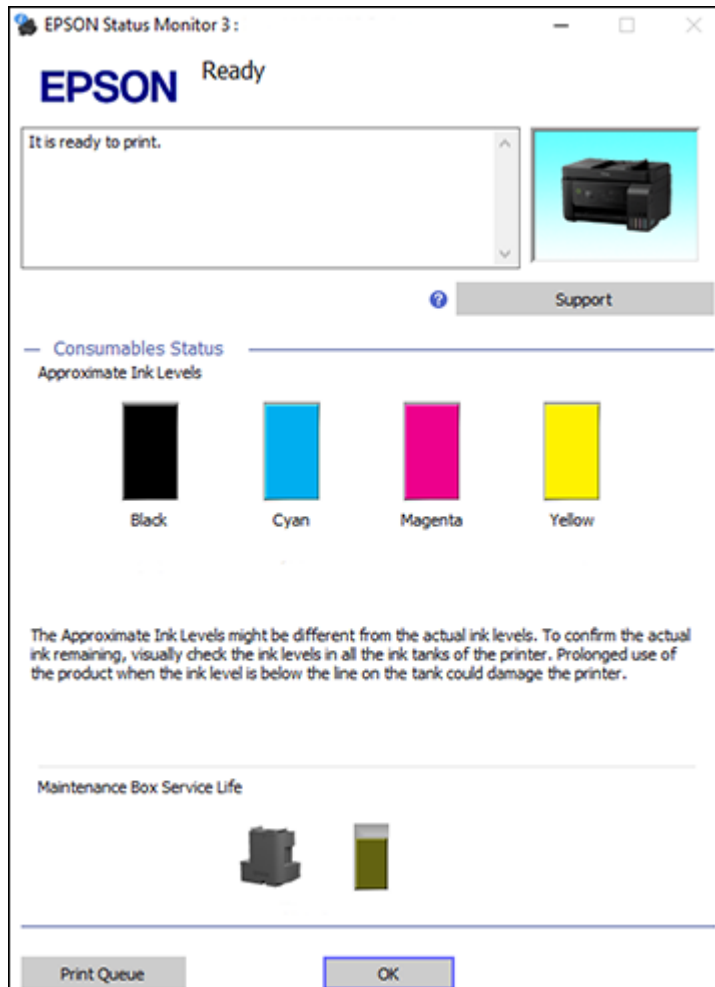 EPSON Status Monitor 3 :
EPSON
Ready
It is ready to print.
Support
Consumables Status
Approximate Ink Levels
Black
Cyan
Magenta
Yellow
The Approximate Ink Levels might be different from the actual ink levels. To confirm the actual
ink remaining, visually check the ink levels in all the ink tanks of the printer. Prolonged use of
the product when the ink level is below the line on the tank could damage the printer.
Maintenance Box Service Life
Print Queue
OK